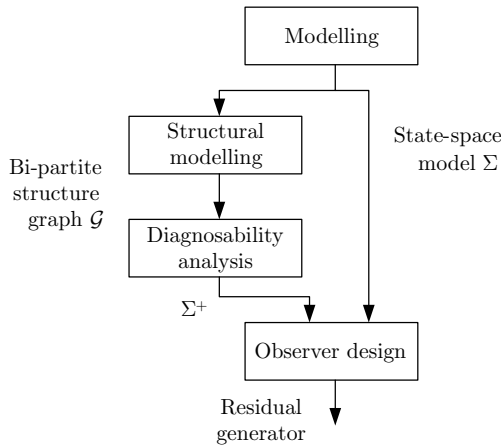 Modelling
Structural
modelling
State-space
model Σ
Bi-partite
structure
graph 𝒢
Diagnosability
analysis
Σ⁺
Observer design
Residual
generator